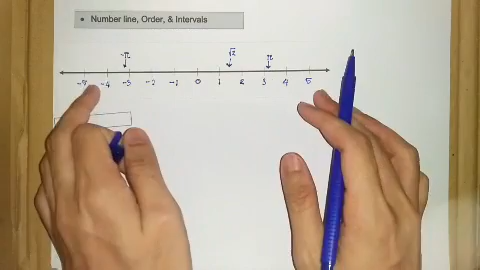 • Number line, Order, & Intervals
-π √2 π
-5 -4 -3 -2 -1 0 1 2 3 4 5